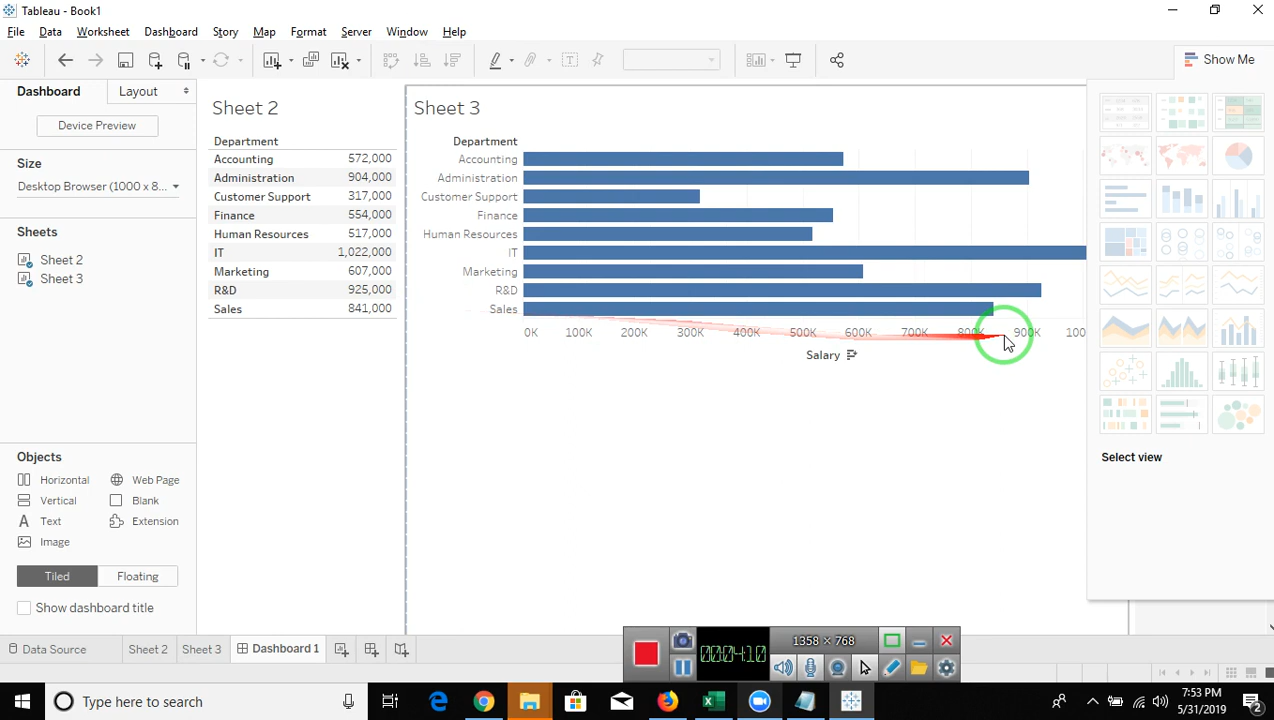 Tableau - Book1
File Data Worksheet Dashboard Story Map Format Server Window Help
Show Me
Dashboard Layout
Device Preview
Size
Desktop Browser (1000 x 8...
Sheets
Sheet 2
Sheet 3
Objects
Horizontal Web Page
Vertical Blank
Text Extension
Image
Tiled Floating
Show dashboard title
Sheet 2
Department
Accounting 572,000
Administration 904,000
Customer Support 317,000
Finance 554,000
Human Resources 517,000
IT 1,022,000
Marketing 607,000
R&D 925,000
Sales 841,000
Sheet 3
Department
Accounting
Administration
Customer Support
Finance
Human Resources
IT
Marketing
R&D
Sales
0K 100K 200K 300K 400K 500K 600K 700K 800K 900K 100
Salary
Select view
Data Source Sheet 2 Sheet 3 Dashboard 1
00:04:10
1358 × 768
Type here to search
7:53 PM
5/31/2019
2